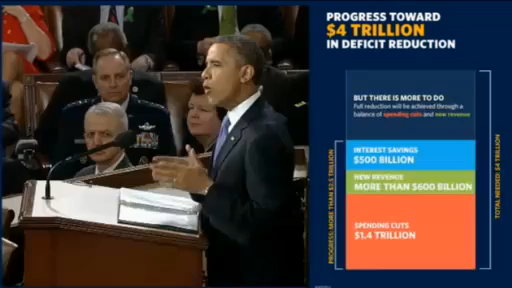 PROGRESS TOWARD
$4 TRILLION
IN DEFICIT REDUCTION
BUT THERE IS MORE TO DO
Full reduction will be achieved through a
balance of spending cuts and new revenue
INTEREST SAVINGS
$500 BILLION
NEW REVENUE
MORE THAN $600 BILLION
SPENDING CUTS
$1.4 TRILLION
PROGRESS: MORE THAN $2.5 TRILLION
TOTAL NEEDED: $4 TRILLION